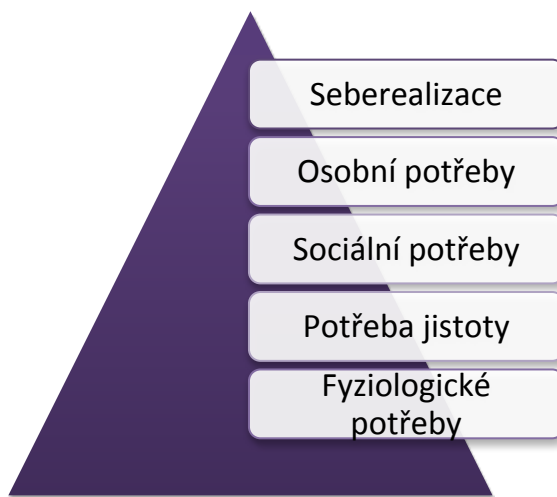 Seberealizace
Osobní potřeby
Sociální potřeby
Potřeba jistoty
Fyziologické
potřeby